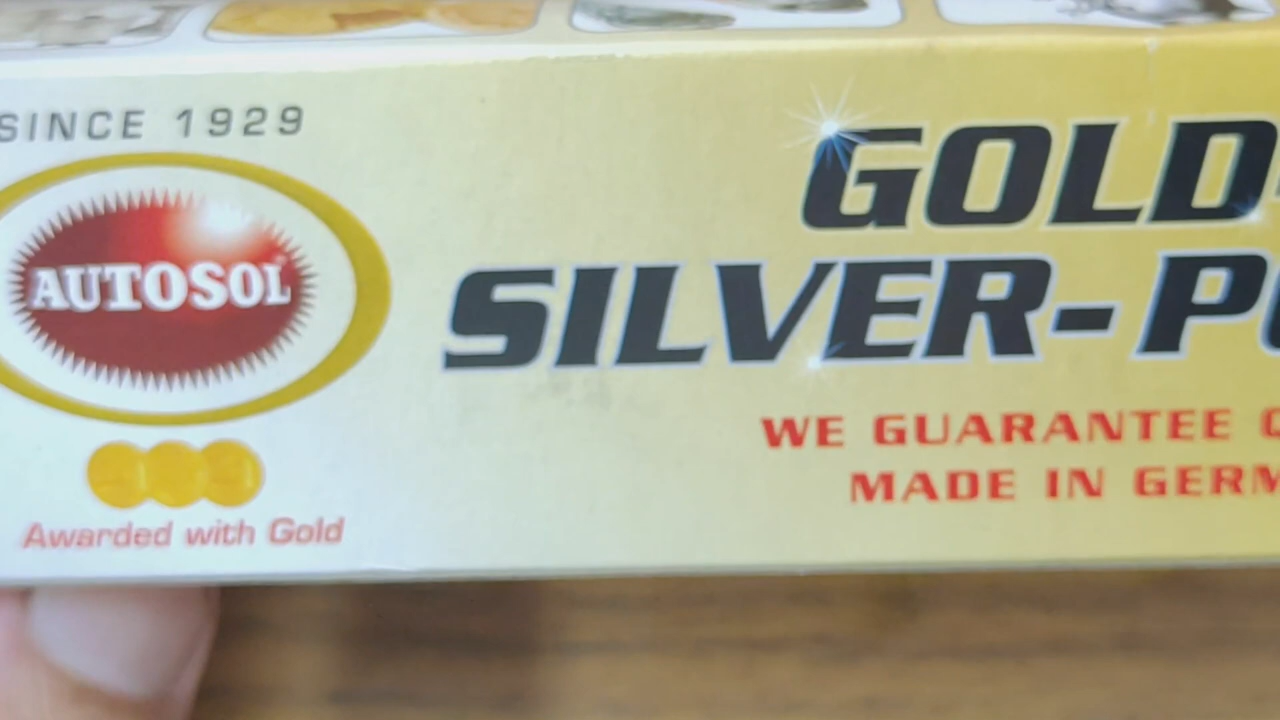 SINCE 1929
AUTOSOL
Awarded with Gold
GOLD-
SILVER-
WE GUARANTEE
MADE IN